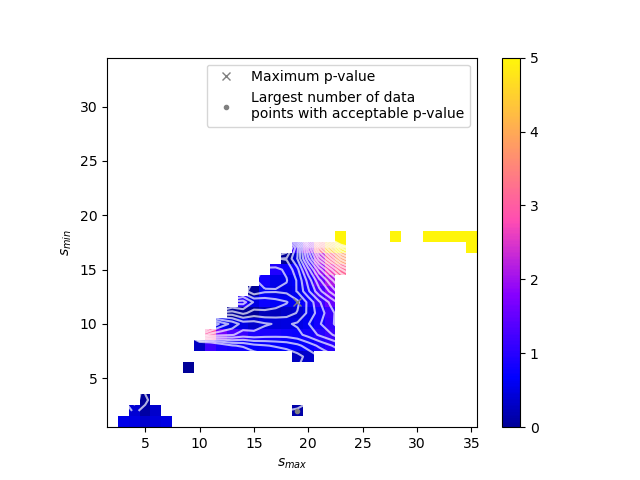 Maximum p-value
Largest number of data
points with acceptable p-value
30
25
20
15
10
5
s_min
5 10 15 20 25 30 35
s_max
5
4
3
2
1
0